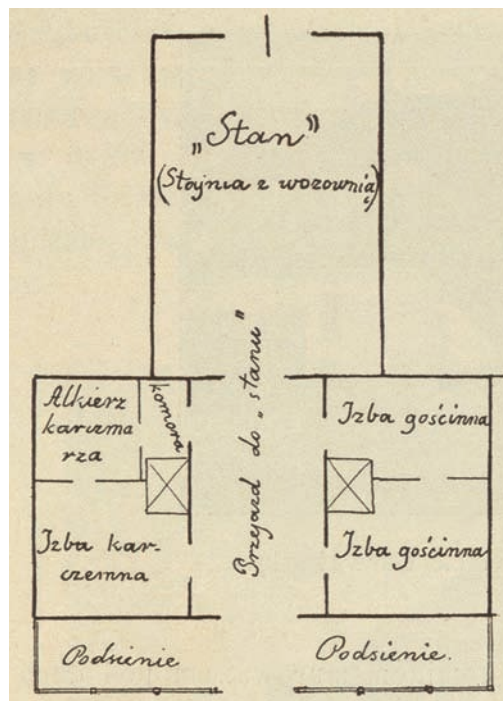 „Stan”
(Stajnia z wozownią)
Przejazd do „stanu”
Alkierz
karczma
rza
komora
Izba gościnna
Izba kar-
czemna
Izba gościnna
Podsienie
Podsienie.